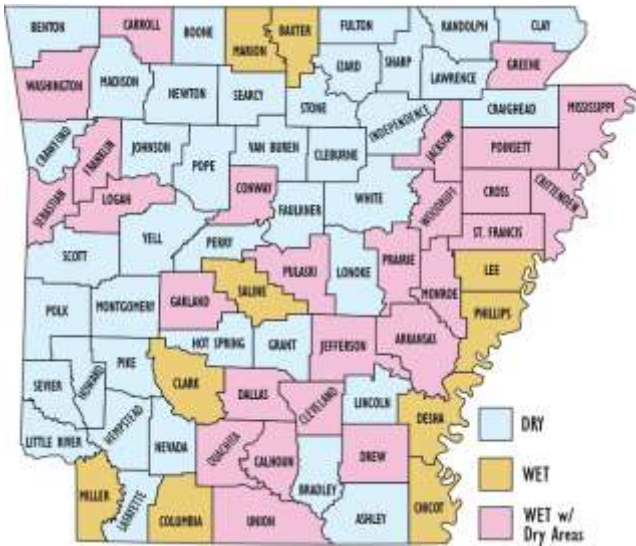 BENTON
CARROLL
BOONE
MARION
BAXTER
FULTON
RANDOLPH
CLAY
WASHINGTON
MADISON
NEWTON
SEARCY
STONE
IZARD
SHARP
LAWRENCE
GREENE
CRAWFORD
FRANKLIN
JOHNSON
POPE
VAN BUREN
CLEBURNE
INDEPENDENCE
JACKSON
CRAIGHEAD
MISSISSIPPI
POINSETT
SEBASTIAN
LOGAN
CONWAY
FAULKNER
WHITE
WOODRUFF
CROSS
CRITTENDEN
ST. FRANCIS
SCOTT
YELL
PERRY
PULASKI
LONOKE
PRAIRIE
MONROE
LEE
PHILLIPS
POLK
MONTGOMERY
GARLAND
SALINE
HOT SPRING
GRANT
JEFFERSON
ARKANSAS
SEVIER
HOWARD
PIKE
CLARK
DALLAS
CLEVELAND
LINCOLN
DESHA
DRY
LITTLE RIVER
HEMPSTEAD
NEVADA
OUACHITA
CALHOUN
BRADLEY
DREW
WET
MILLER
LAFAYETTE
COLUMBIA
UNION
ASHLEY
CHICOT
WET w/
Dry Areas